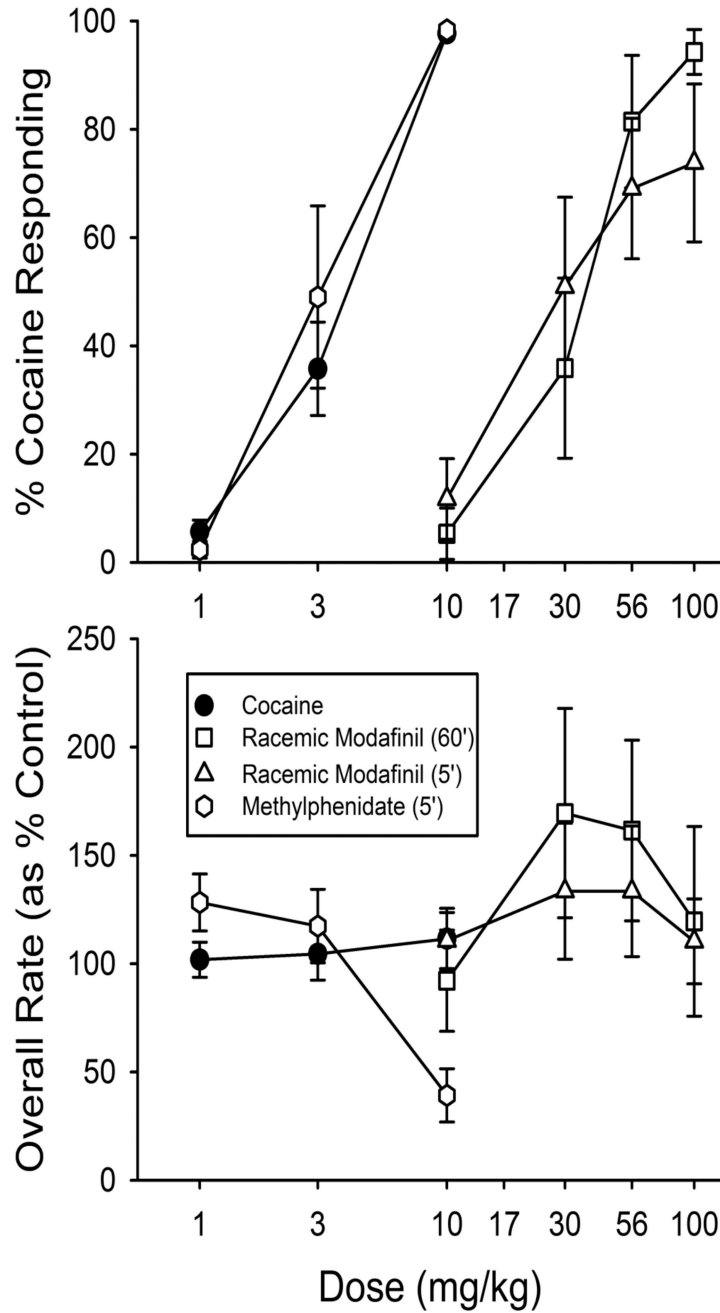 % Cocaine Responding
100
80
60
40
20
0
1 3 10 17 30 56 100
Overall Rate (as % Control)
250
200
150
100
50
0
Cocaine
Racemic Modafinil (60')
Racemic Modafinil (5')
Methylphenidate (5')
1 3 10 17 30 56 100
Dose (mg/kg)